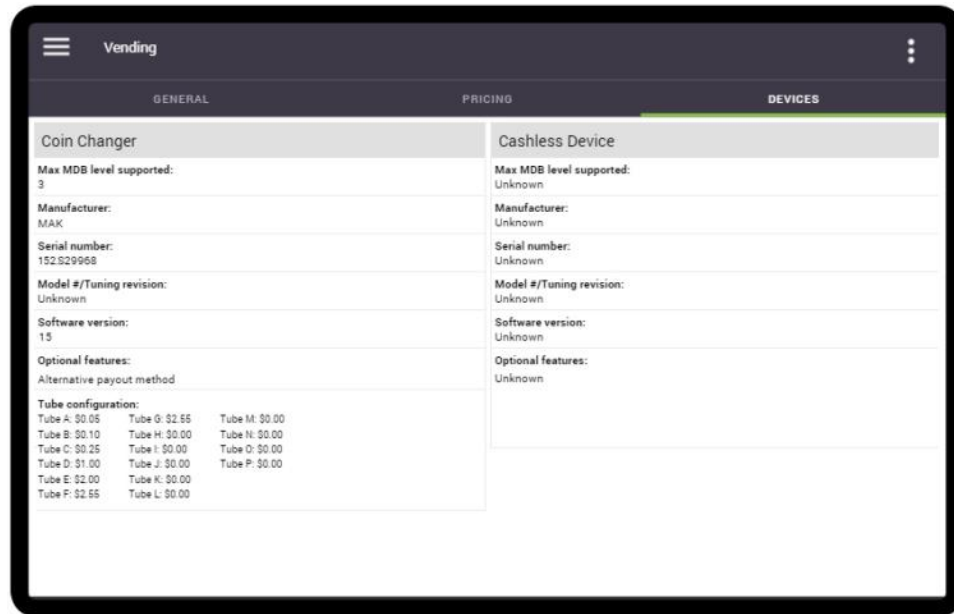 Vending
GENERAL
PRICING
DEVICES
Coin Changer
Max MDB level supported:
3
Manufacturer:
MAK
Serial number:
152S29968
Model #/Tuning revision:
Unknown
Software version:
15
Optional features:
Alternative payout method
Tube configuration:
Tube A: $0.05 Tube G: $2.55 Tube M: $0.00
Tube B: $0.10 Tube H: $0.00 Tube N: $0.00
Tube C: $0.25 Tube I: $0.00 Tube O: $0.00
Tube D: $1.00 Tube J: $0.00 Tube P: $0.00
Tube E: $2.00 Tube K: $0.00
Tube F: $2.55 Tube L: $0.00
Cashless Device
Max MDB level supported:
Unknown
Manufacturer:
Unknown
Serial number:
Unknown
Model #/Tuning revision:
Unknown
Software version:
Unknown
Optional features:
Unknown